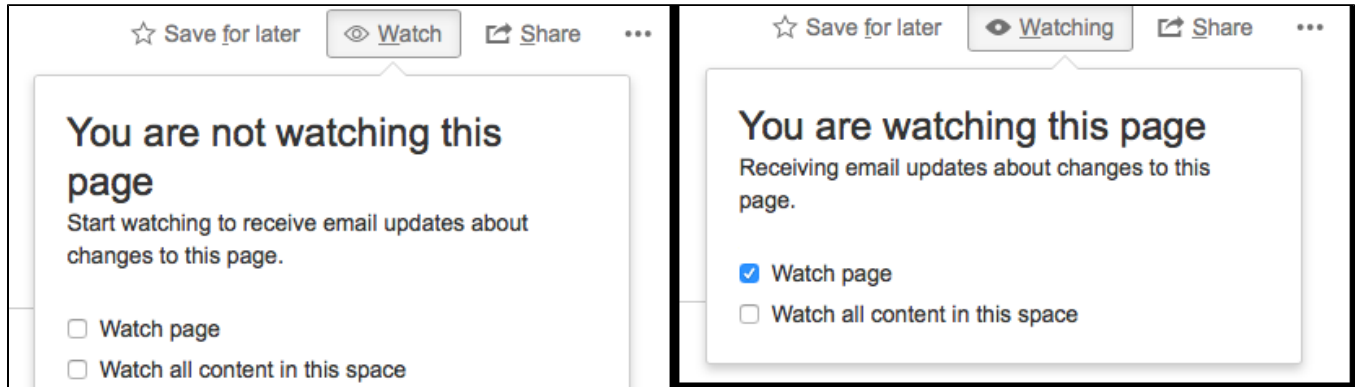 Save for later Watch Share •••
You are not watching this
page
Start watching to receive email updates about
changes to this page.
Watch page
Watch all content in this space
Save for later Watching Share •••
You are watching this page
Receiving email updates about changes to this
page.
Watch page
Watch all content in this space